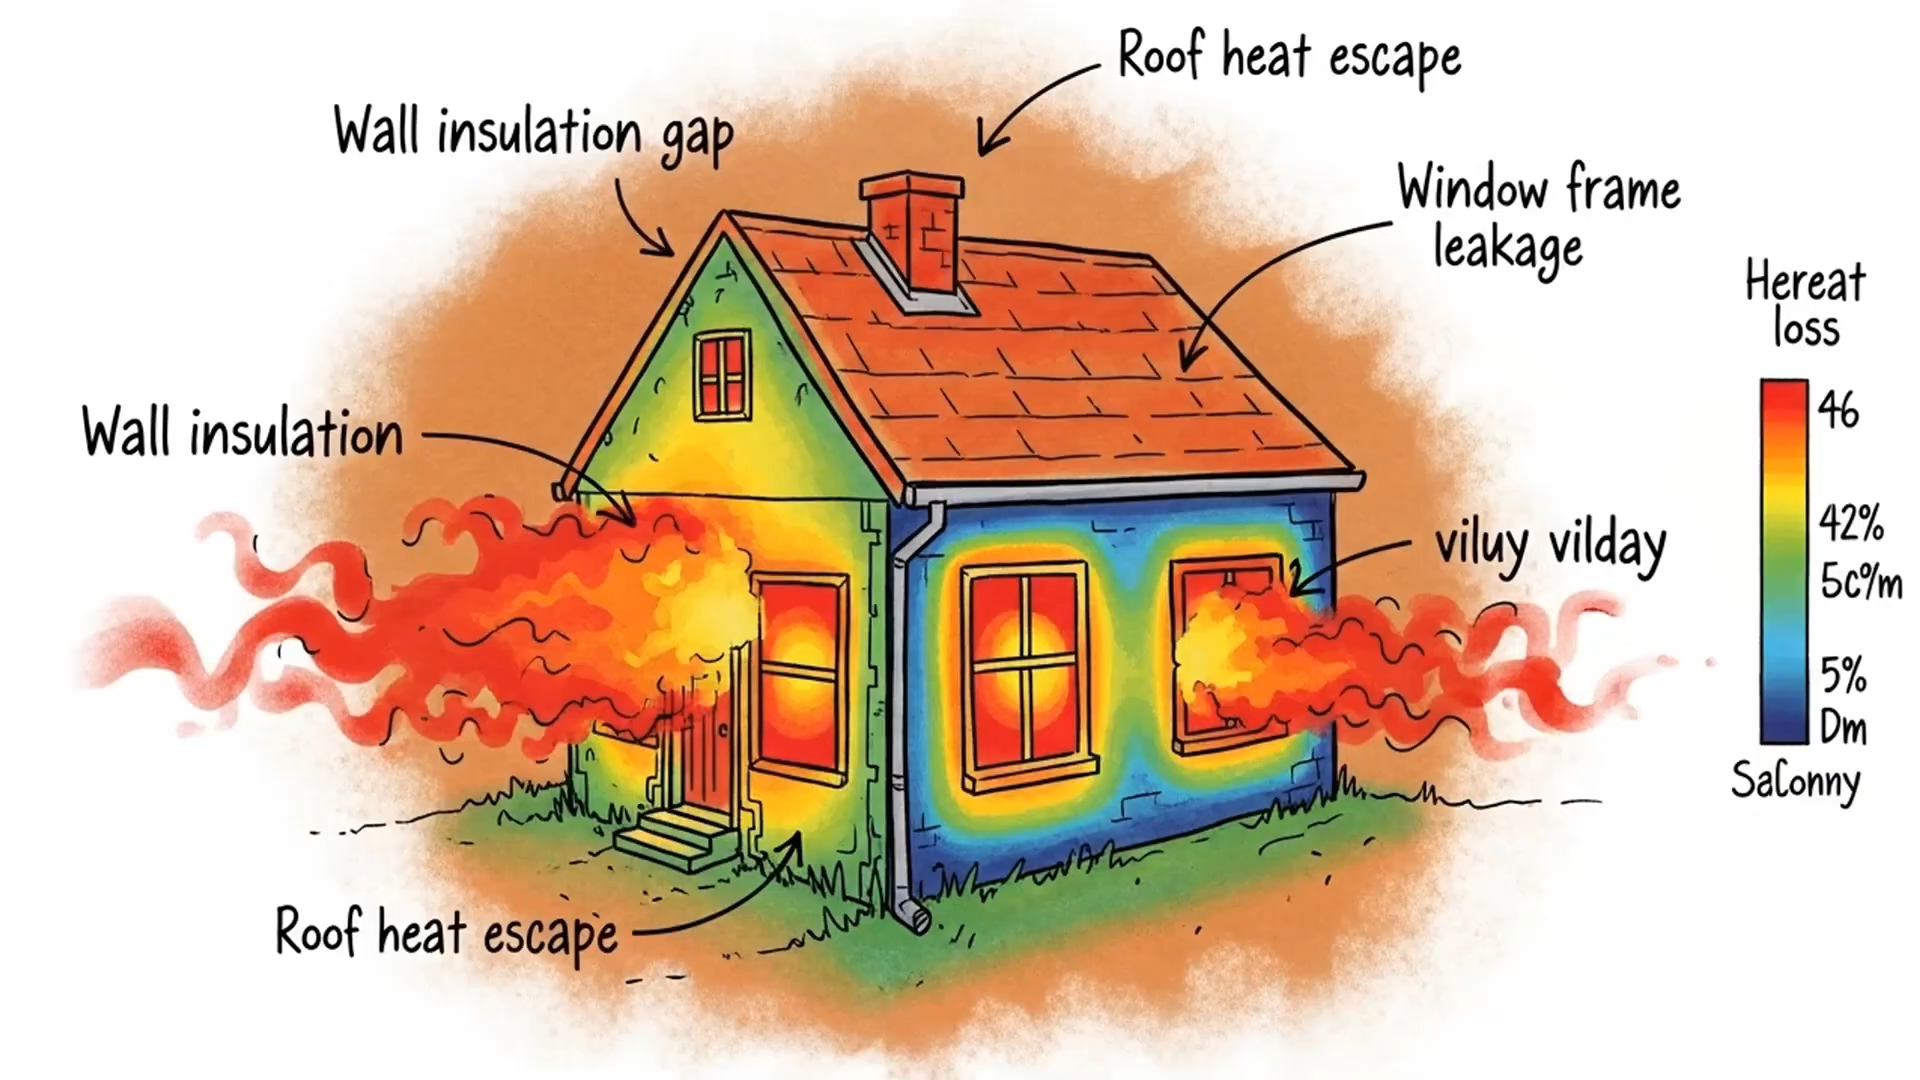 Roof heat escape
Wall insulation gap
Window frame
leakage
Hereat
loss
46
Wall insulation
42%
viluy vilday
5c%m
5%
Dm
SaConny
Roof heat escape